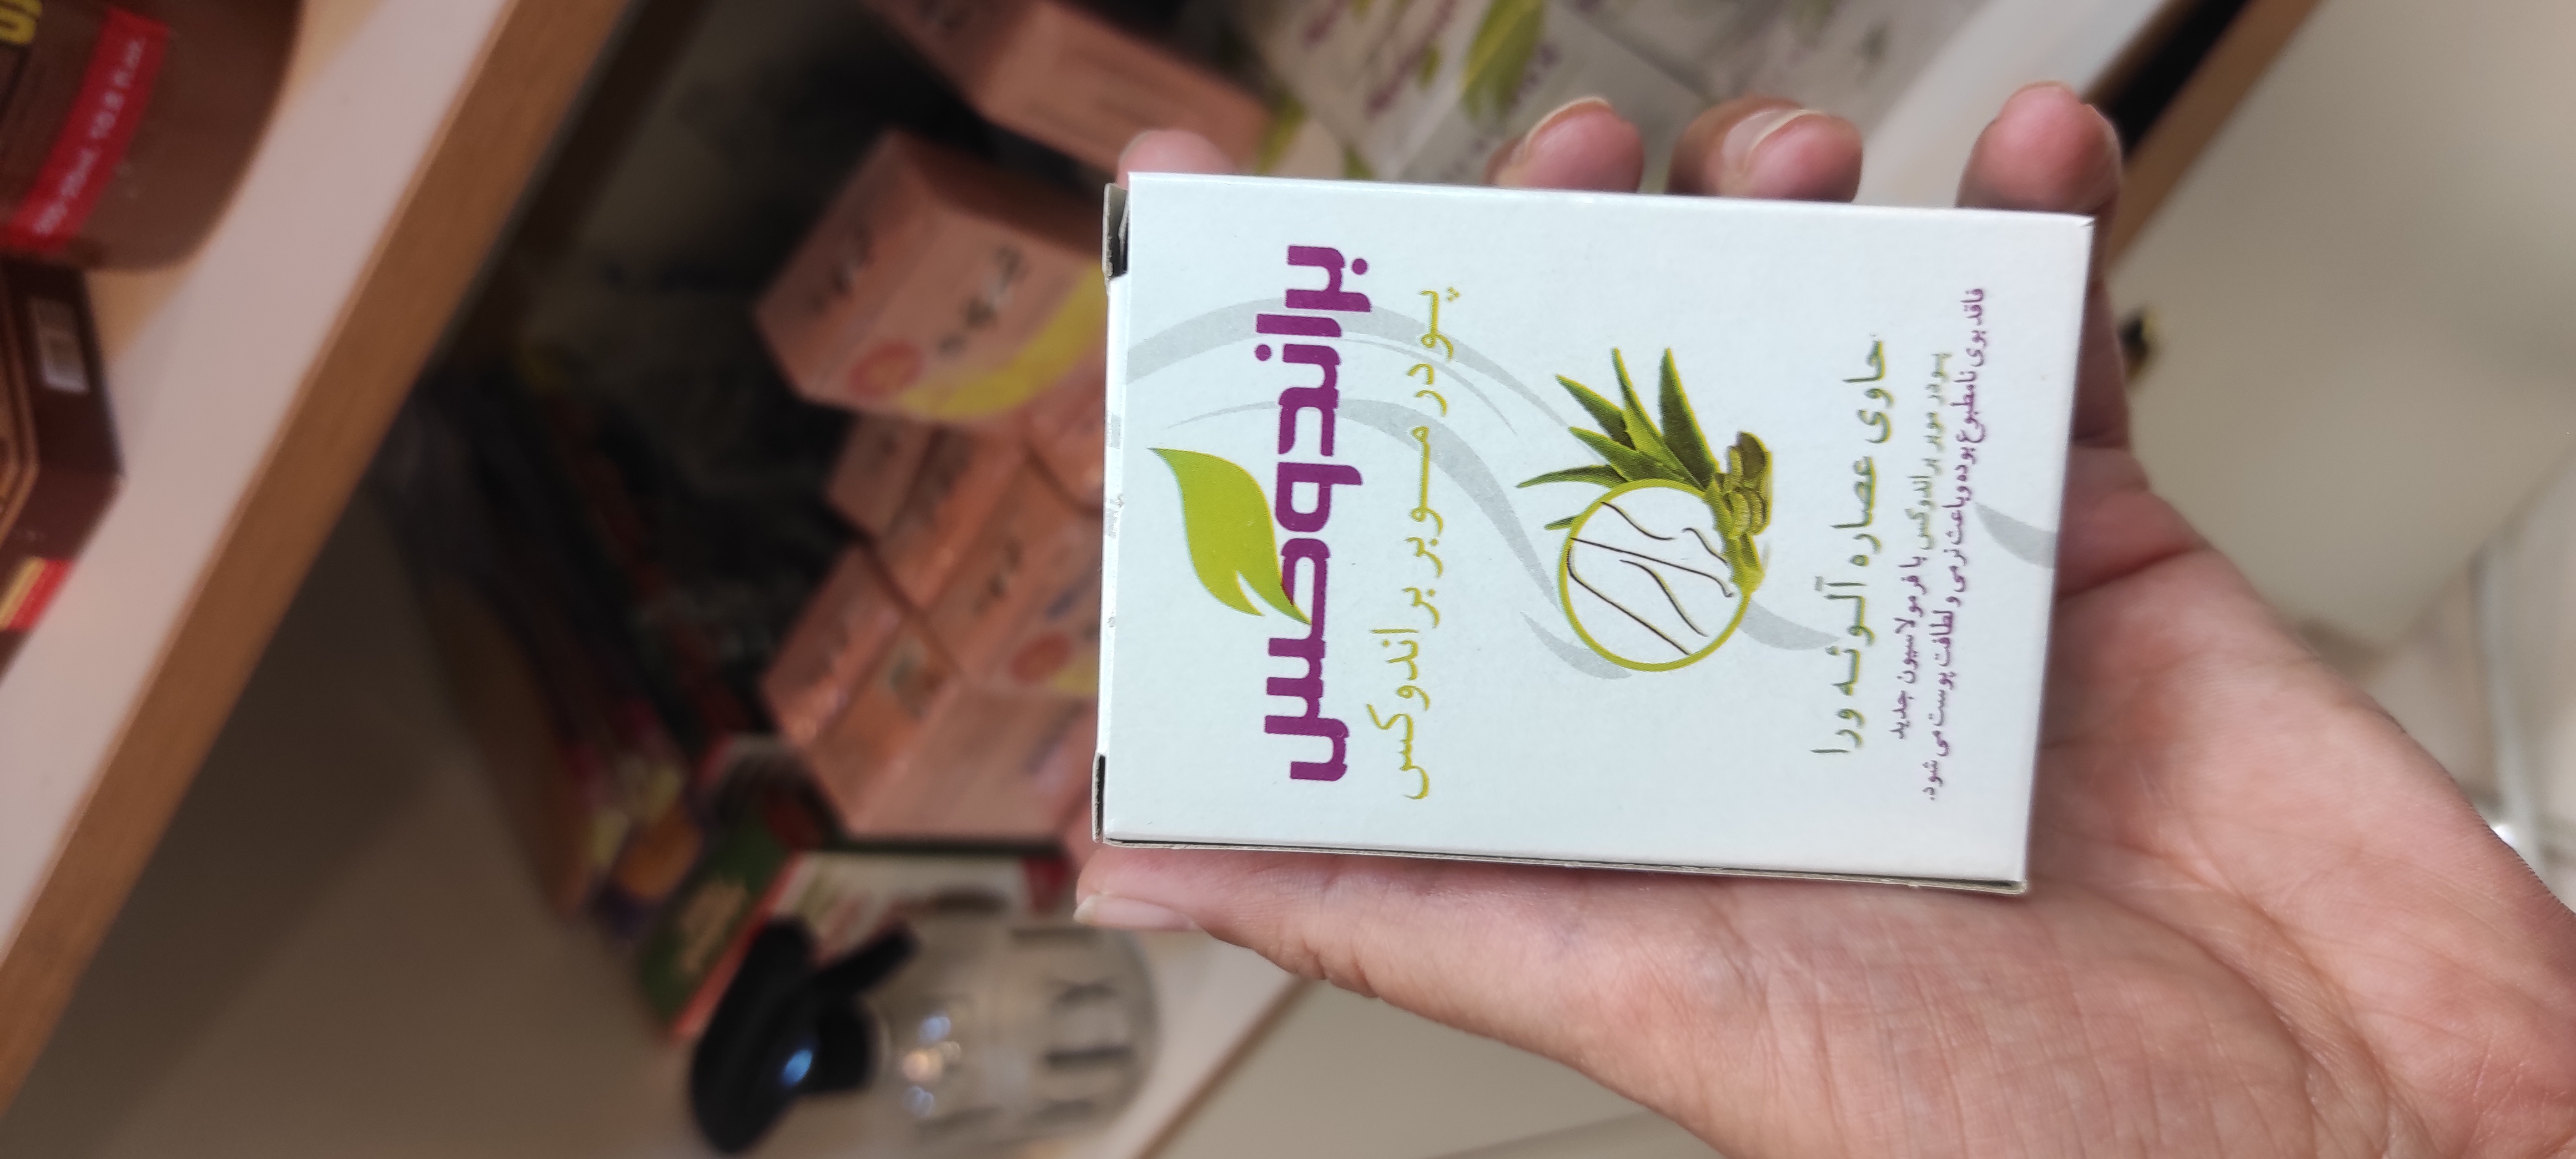 براندوکس
پودر موبر براندوکس
حاوی عصاره آلوئه ورا
پودر موبر براندوکس با فرمولاسیون جدید
فاقد بوی نامطبوع بوده و باعث نرمی و لطافت پوست می شود.